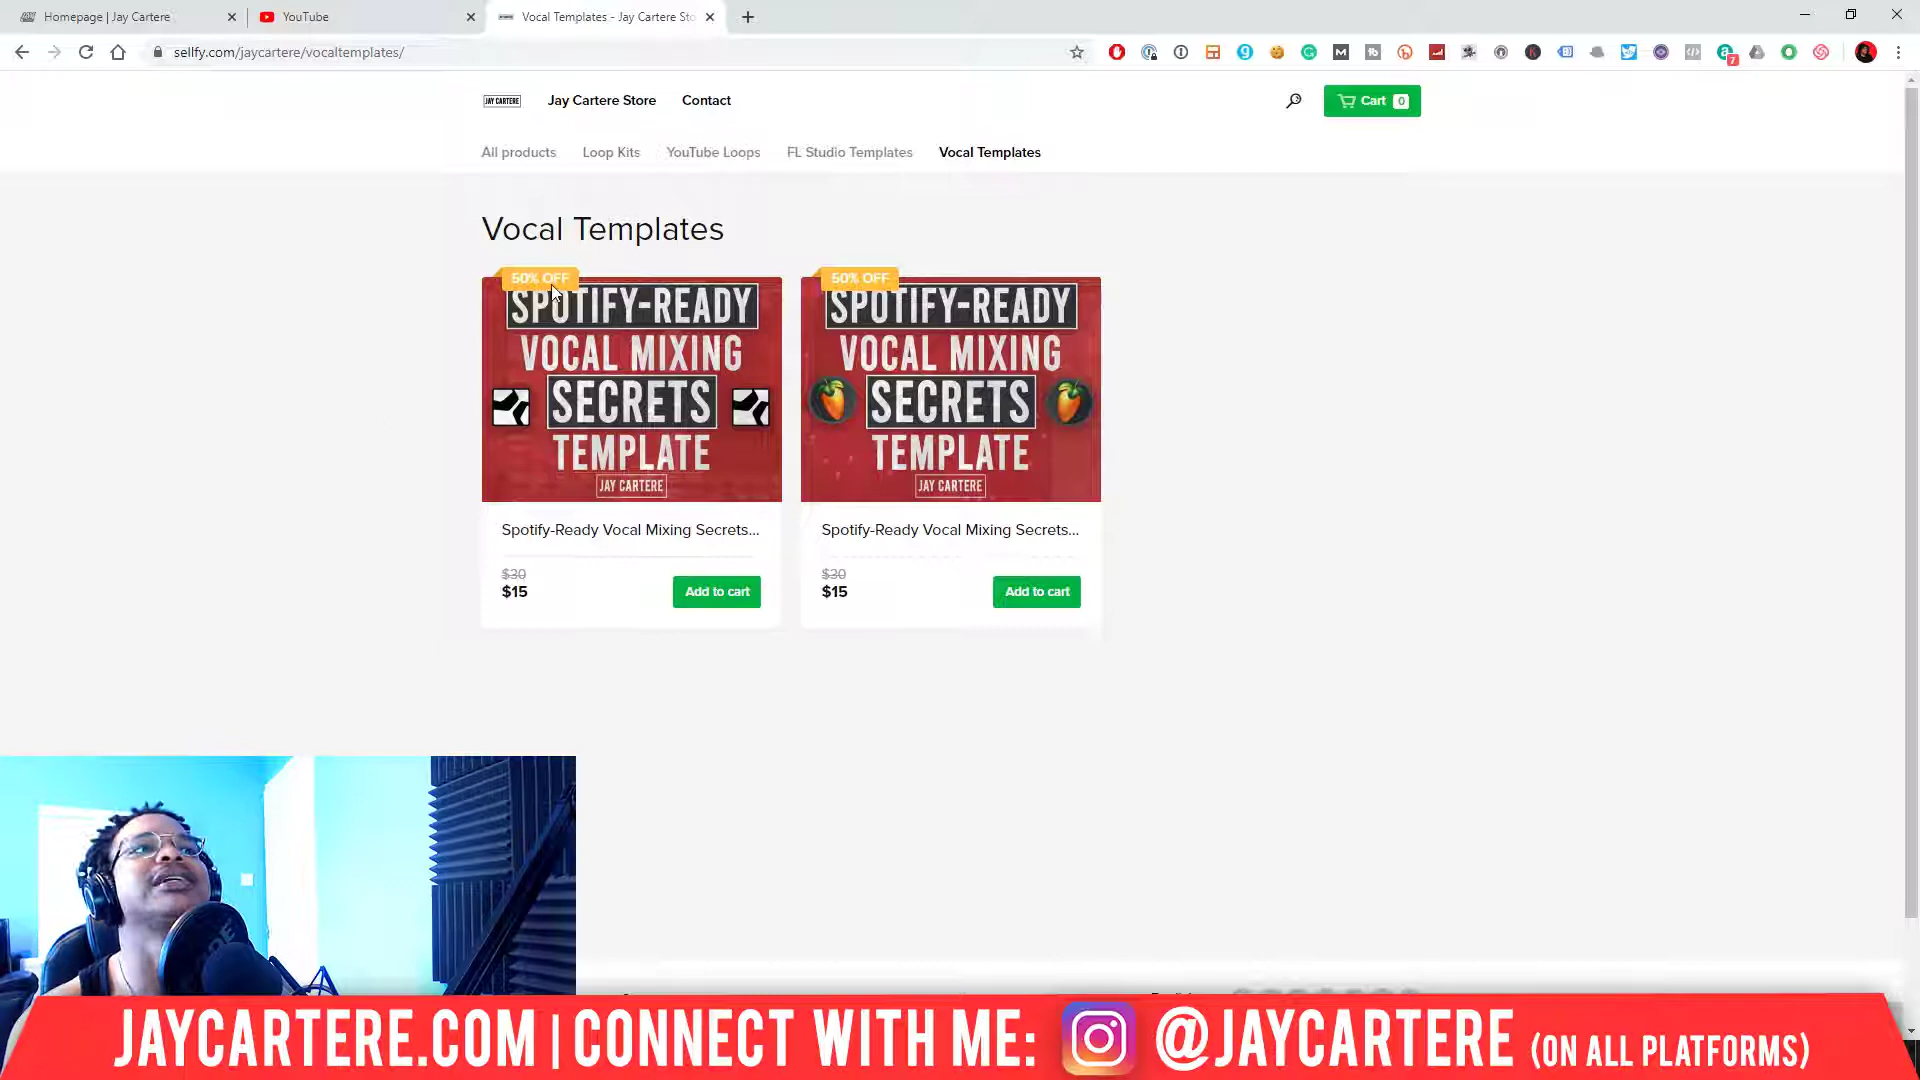 Homepage | Jay Cartere
YouTube
Vocal Templates - Jay Cartere Sto
sellfy.com/jaycartere/vocaltemplates/
7
JAY CARTERE
Jay Cartere Store
Contact
Cart 0
All products
Loop Kits
YouTube Loops
FL Studio Templates
Vocal Templates
Vocal Templates
50% OFF
SPOTIFY-READY
VOCAL MIXING
SECRETS
TEMPLATE
JAY CARTERE
Spotify-Ready Vocal Mixing Secrets...
$30
$15
Add to cart
50% OFF
SPOTIFY-READY
VOCAL MIXING
SECRETS
TEMPLATE
JAY CARTERE
Spotify-Ready Vocal Mixing Secrets...
$30
$15
Add to cart
JAYCARTERE.COM | CONNECT WITH ME: @JAYCARTERE (ON ALL PLATFORMS)